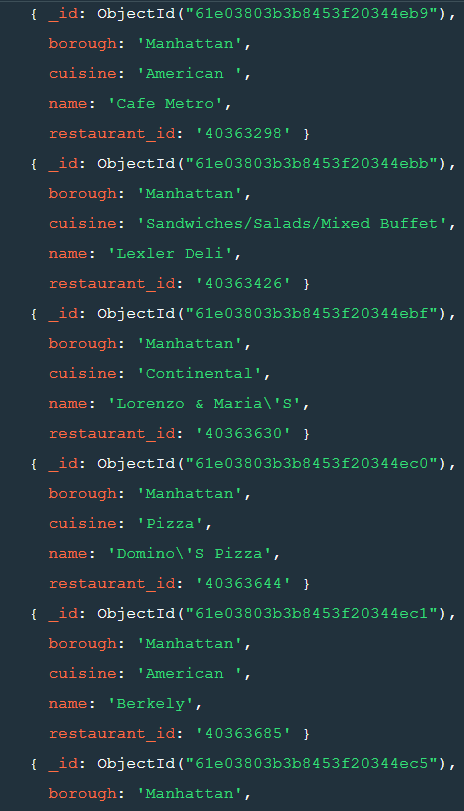 { _id: ObjectId("61e03803b3b8453f20344eb9"),
borough: 'Manhattan',
cuisine: 'American ',
name: 'Cafe Metro',
restaurant_id: '40363298' }
{ _id: ObjectId("61e03803b3b8453f20344ebb"),
borough: 'Manhattan',
cuisine: 'Sandwiches/Salads/Mixed Buffet',
name: 'Lexler Deli',
restaurant_id: '40363426' }
{ _id: ObjectId("61e03803b3b8453f20344ebf"),
borough: 'Manhattan',
cuisine: 'Continental',
name: 'Lorenzo & Maria\'S',
restaurant_id: '40363630' }
{ _id: ObjectId("61e03803b3b8453f20344ec0"),
borough: 'Manhattan',
cuisine: 'Pizza',
name: 'Domino\'S Pizza',
restaurant_id: '40363644' }
{ _id: ObjectId("61e03803b3b8453f20344ec1"),
borough: 'Manhattan',
cuisine: 'American ',
name: 'Berkely',
restaurant_id: '40363685' }
{ _id: ObjectId("61e03803b3b8453f20344ec5"),
borough: 'Manhattan',